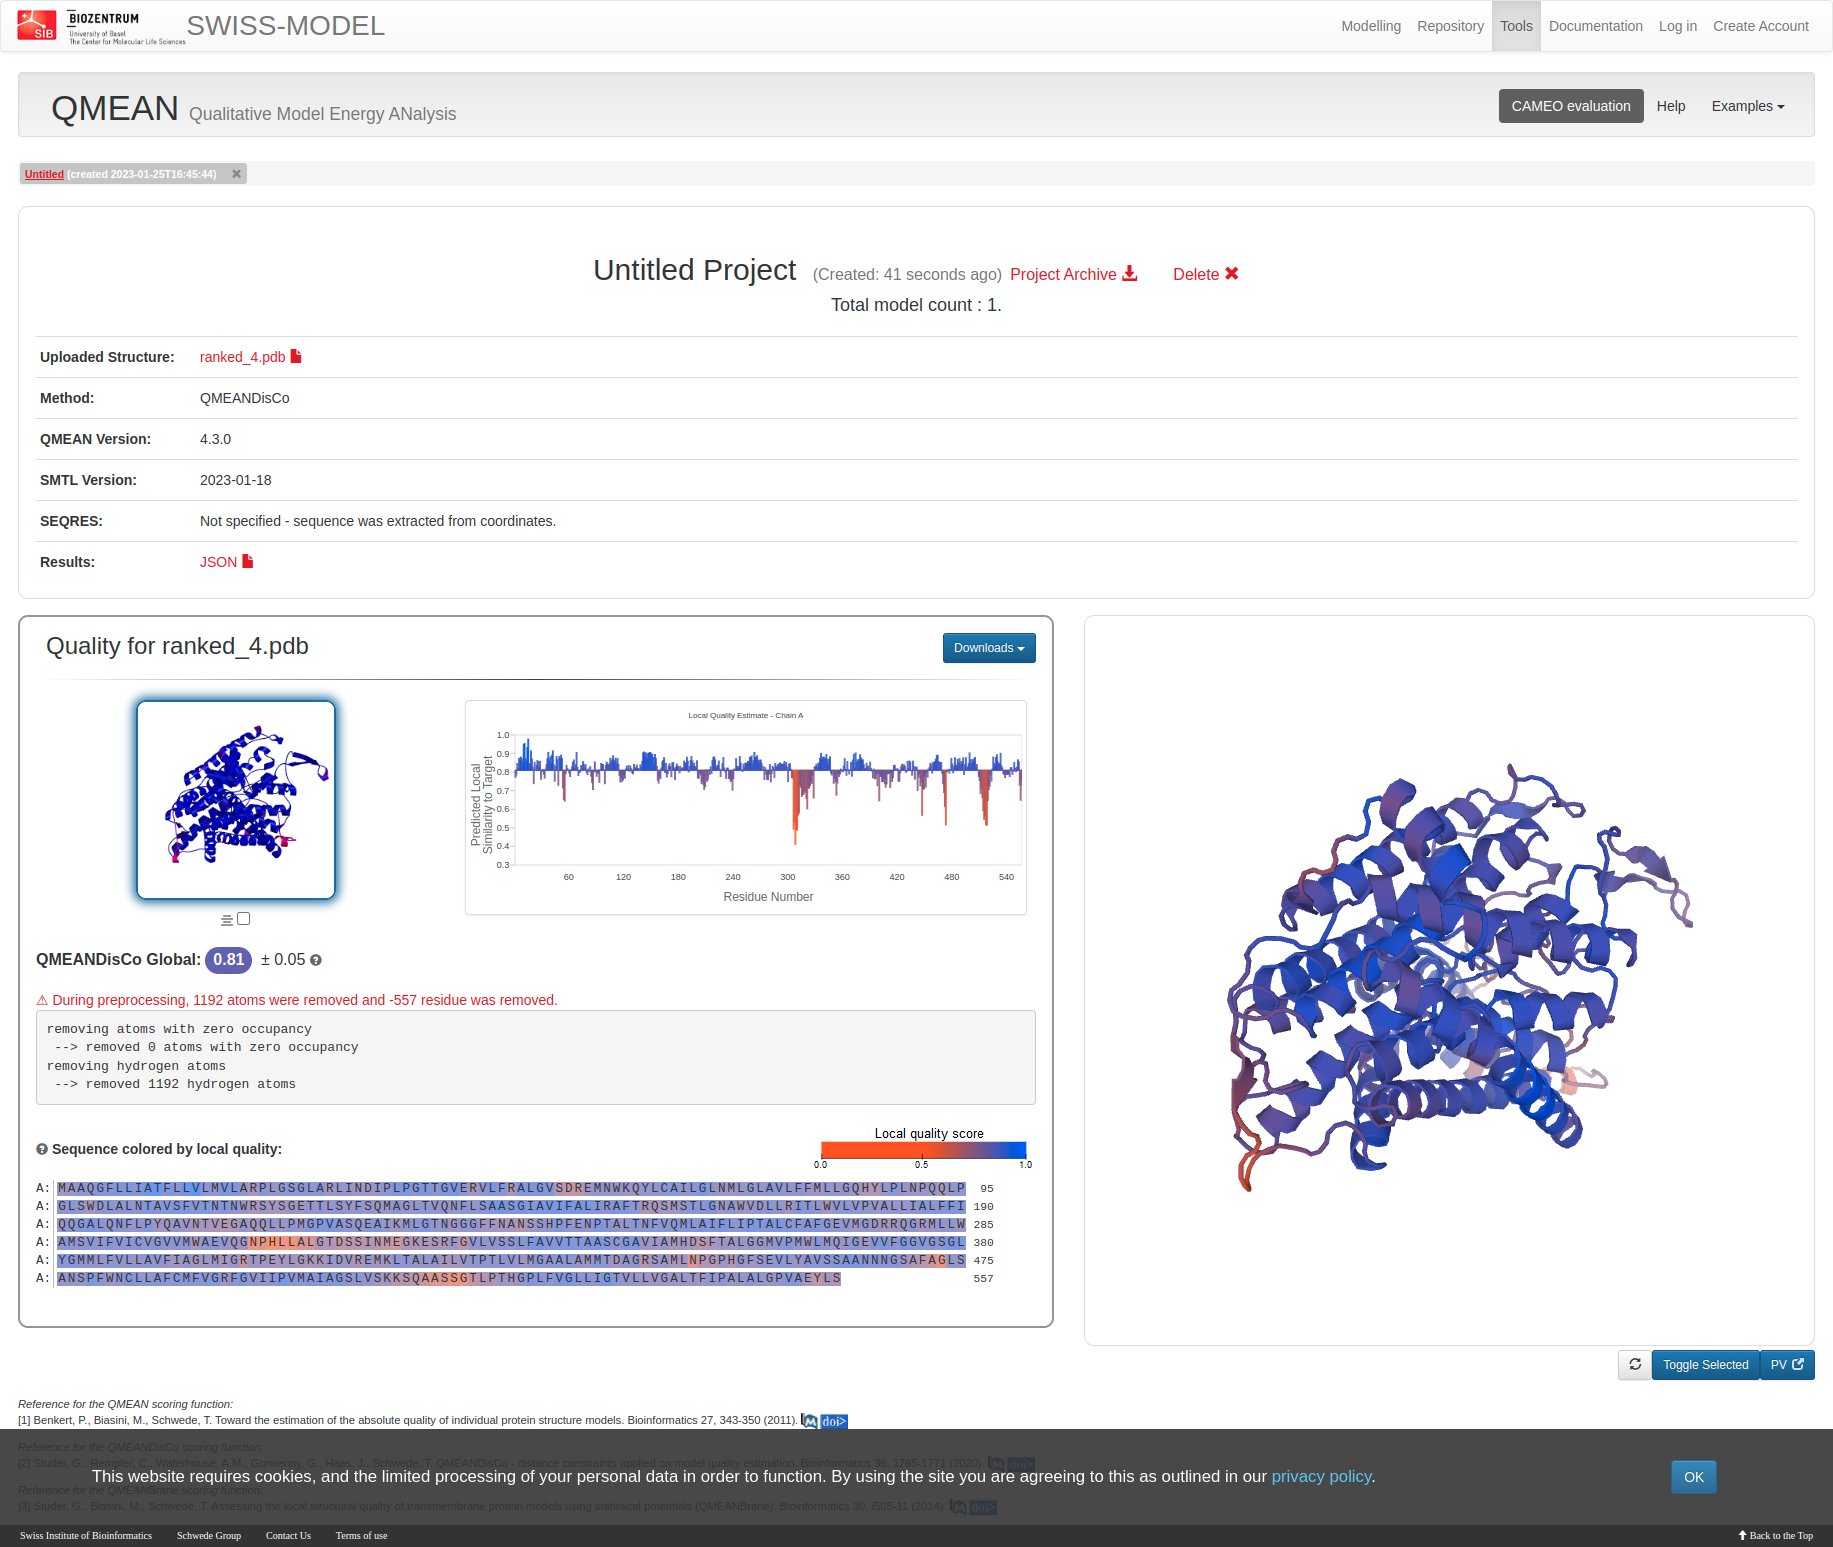 SIB
BIOZENTRUM
University of Basel
The Center for Molecular Life Sciences
SWISS-MODEL
Modelling Repository Tools Documentation Log in Create Account
QMEAN Qualitative Model Energy ANalysis
CAMEO evaluation Help Examples
Untitled (created 2023-01-25T16:45:44)
Untitled Project (Created: 41 seconds ago) Project Archive Delete
Total model count : 1.
Uploaded Structure: ranked_4.pdb
Method: QMEANDisCo
QMEAN Version: 4.3.0
SMTL Version: 2023-01-18
SEQRES: Not specified - sequence was extracted from coordinates.
Results: JSON
Quality for ranked_4.pdb
Downloads
Local Quality Estimate - Chain A
Predicted Local
Similarity to Target
1.0
0.9
0.8
0.7
0.6
0.5
0.4
0.3
60 120 180 240 300 360 420 480 540
Residue Number
QMEANDisCo Global: 0.81 ± 0.05
⚠ During preprocessing, 1192 atoms were removed and -557 residue was removed.
removing atoms with zero occupancy
--> removed 0 atoms with zero occupancy
removing hydrogen atoms
--> removed 1192 hydrogen atoms
Sequence colored by local quality:
Local quality score
0.0 0.5 1.0
A: MAAQGFLLIATFLLVLMVLARPLGSGLARLINDIPLPGTTGVERVLFRALGVSDREMNWKQYLCAILGLNMLGLAVLFFMLLGQHYLPLNPQQLP 95
A: GLSWDLALNTAVSFVTNTNWRSYSGETTLSYFSQMAGLTVQNFLSAASGIAVIFALIRAFTRQSMSTLGNAWVDLLRITLWVLVPVALLIALFFI 190
A: QQGALQNFLPYQAVNTVEGAQQLLPMGPVASQEAIKMLGTNGGGFFNANSSHPFENPTALTNFVQMLAIFLIPTALCFAFGEVMGDRRQGRMLLW 285
A: AMSVIFVICVGVVMWAEVQGNPHLLALGTDSSINMEGKESRFGVLVSSLFAVVTTAASCGAVIAMHDSFTALGGMVPMWLMQIGEVVFGGVGSGL 380
A: YGMMLFVLLAVFIAGLMIGRTPEYLGKKIDVREMKLTALAILVTPTLVLMGAALAMMTDAGRSAMLNPGPHGFSEVLYAVSSAANNNGSAFAGLS 475
A: ANSPFWNCLLAFCMFVGRFGVIIPVMAIAGSLVSKKSQAASSGTLPTHGPLFVGLLIGTVLLVGALTFIPALALGPVAEYLS 557
Toggle Selected PV
Reference for the QMEAN scoring function:
[1] Benkert, P., Biasini, M., Schwede, T. Toward the estimation of the absolute quality of individual protein structure models. Bioinformatics 27, 343-350 (2011). M doi>
Reference for the QMEANDisCo scoring function:
[2] Studer, G., Rempfer, C., Waterhouse, A.M., Gumienny, G., Haas, J., Schwede, T. QMEANDisCo - distance constraints applied on model quality estimation. Bioinformatics 36, 1765-1771 (2020). M doi>
This website requires cookies, and the limited processing of your personal data in order to function. By using the site you are agreeing to this as outlined in our privacy policy.
OK
Reference for the QMEANBrane scoring function:
[3] Studer, G., Biasini, M., Schwede, T. Assessing the local structural quality of transmembrane protein models using statistical potentials (QMEANBrane). Bioinformatics 30, i505-11 (2014). M doi>
Swiss Institute of Bioinformatics Schwede Group Contact Us Terms of use Back to the Top